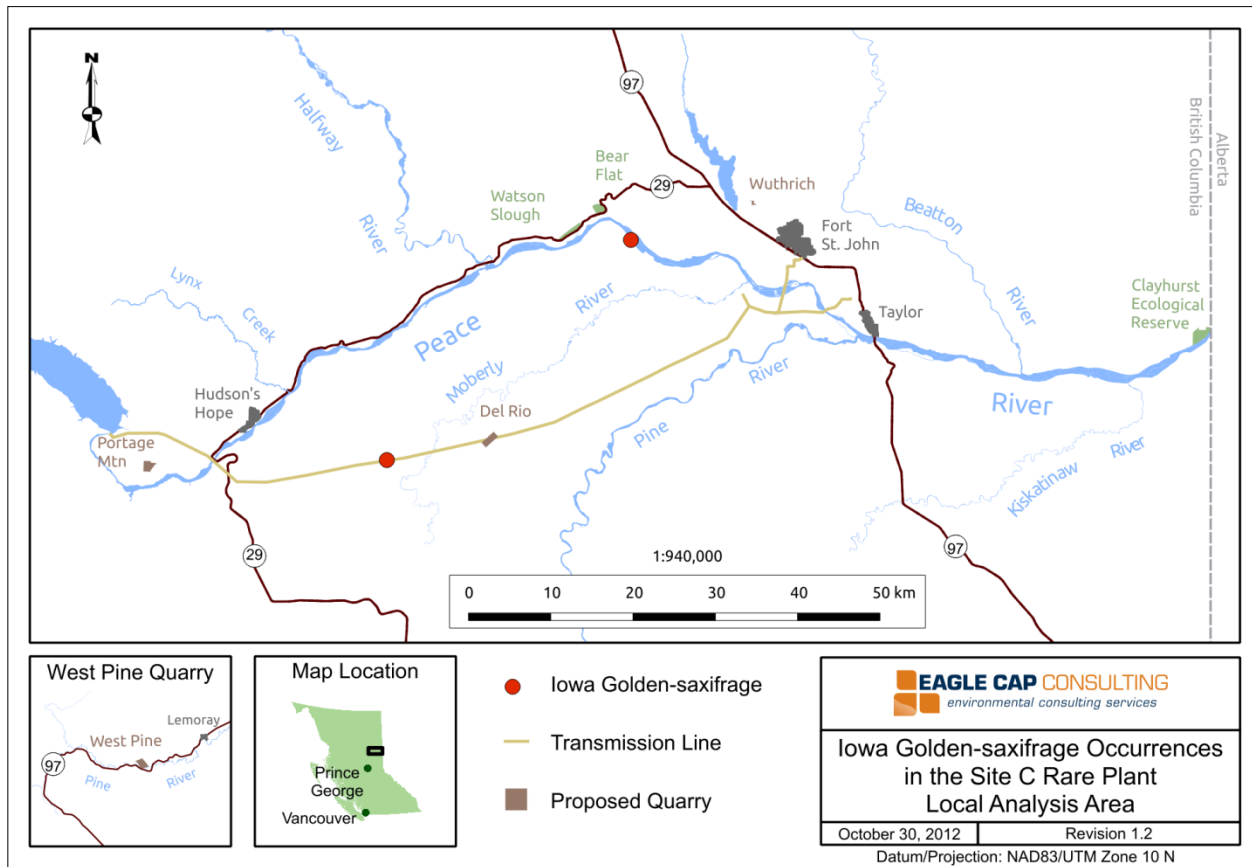 N
97
Halfway
River
Bear
Flat
29
Watson
Slough
Wuthrich
Fort
St. John
Beatton
River
British Columbia
Alberta
Lynx
Creek
Peace
Moberly
River
Taylor
Clayhurst
Ecological
Reserve
Hudson's
Hope
Del Rio
Pine
River
River
Portage
Mtn
Kiskatinaw
River
29
97
1:940,000
0 10 20 30 40 50 km
West Pine Quarry
Lemoray
West Pine
97
Pine
River
Map Location
Prince
George
Vancouver
Iowa Golden-saxifrage
Transmission Line
Proposed Quarry
EAGLE CAP CONSULTING
environmental consulting services
Iowa Golden-saxifrage Occurrences
in the Site C Rare Plant
Local Analysis Area
October 30, 2012
Revision 1.2
Datum/Projection: NAD83/UTM Zone 10 N